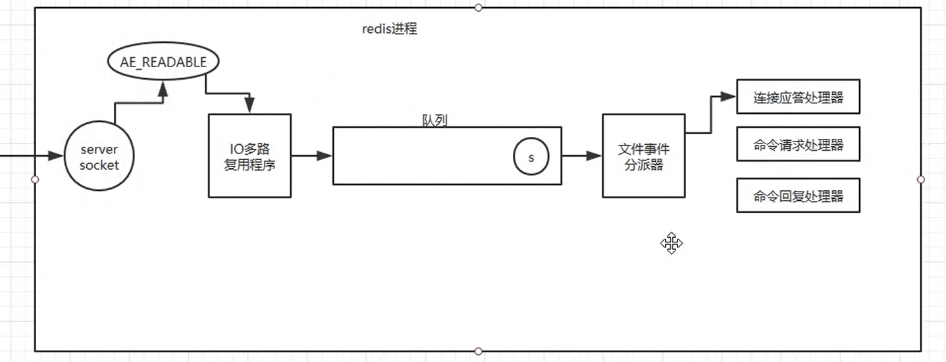 redis进程
AE_READABLE
server
socket
IO多路
复用程序
队列
s
文件事件
分派器
连接应答处理器
命令请求处理器
命令回复处理器